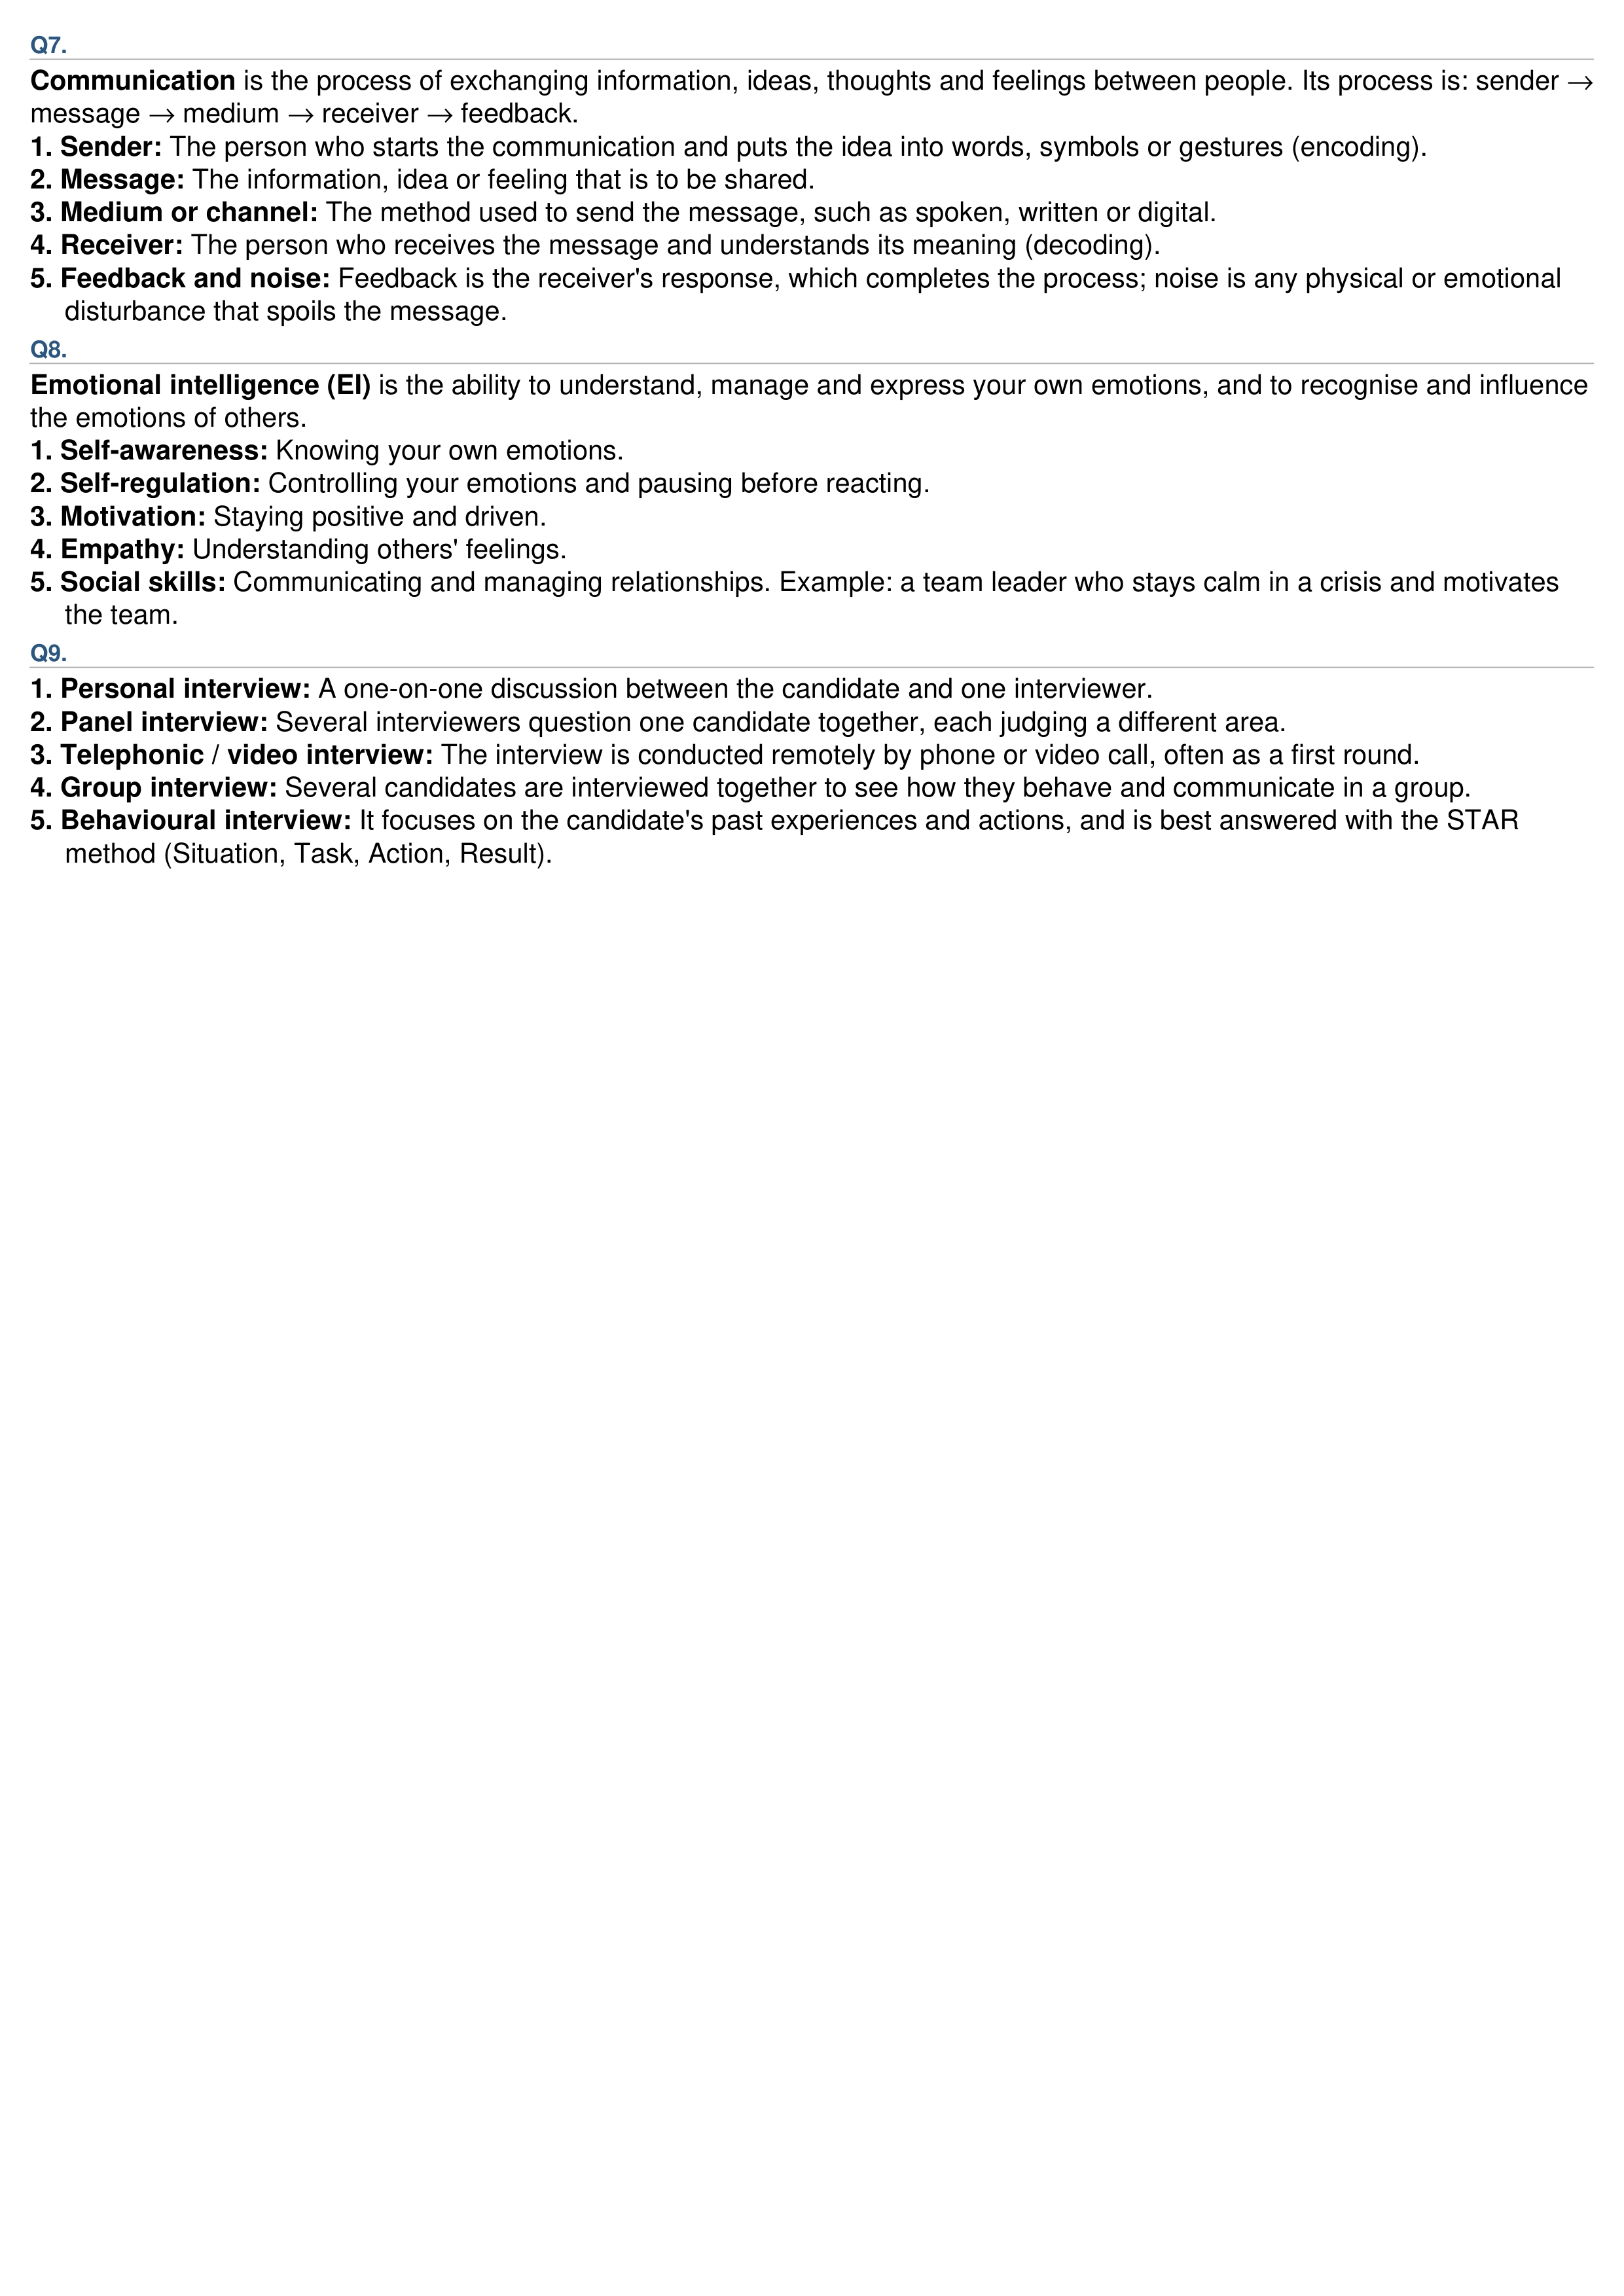 Q7.
Communication is the process of exchanging information, ideas, thoughts and feelings between people. Its process is: sender →
message → medium → receiver → feedback.
1. Sender: The person who starts the communication and puts the idea into words, symbols or gestures (encoding).
2. Message: The information, idea or feeling that is to be shared.
3. Medium or channel: The method used to send the message, such as spoken, written or digital.
4. Receiver: The person who receives the message and understands its meaning (decoding).
5. Feedback and noise: Feedback is the receiver's response, which completes the process; noise is any physical or emotional
disturbance that spoils the message.
Q8.
Emotional intelligence (EI) is the ability to understand, manage and express your own emotions, and to recognise and influence
the emotions of others.
1. Self-awareness: Knowing your own emotions.
2. Self-regulation: Controlling your emotions and pausing before reacting.
3. Motivation: Staying positive and driven.
4. Empathy: Understanding others' feelings.
5. Social skills: Communicating and managing relationships. Example: a team leader who stays calm in a crisis and motivates
the team.
Q9.
1. Personal interview: A one-on-one discussion between the candidate and one interviewer.
2. Panel interview: Several interviewers question one candidate together, each judging a different area.
3. Telephonic / video interview: The interview is conducted remotely by phone or video call, often as a first round.
4. Group interview: Several candidates are interviewed together to see how they behave and communicate in a group.
5. Behavioural interview: It focuses on the candidate's past experiences and actions, and is best answered with the STAR
method (Situation, Task, Action, Result).